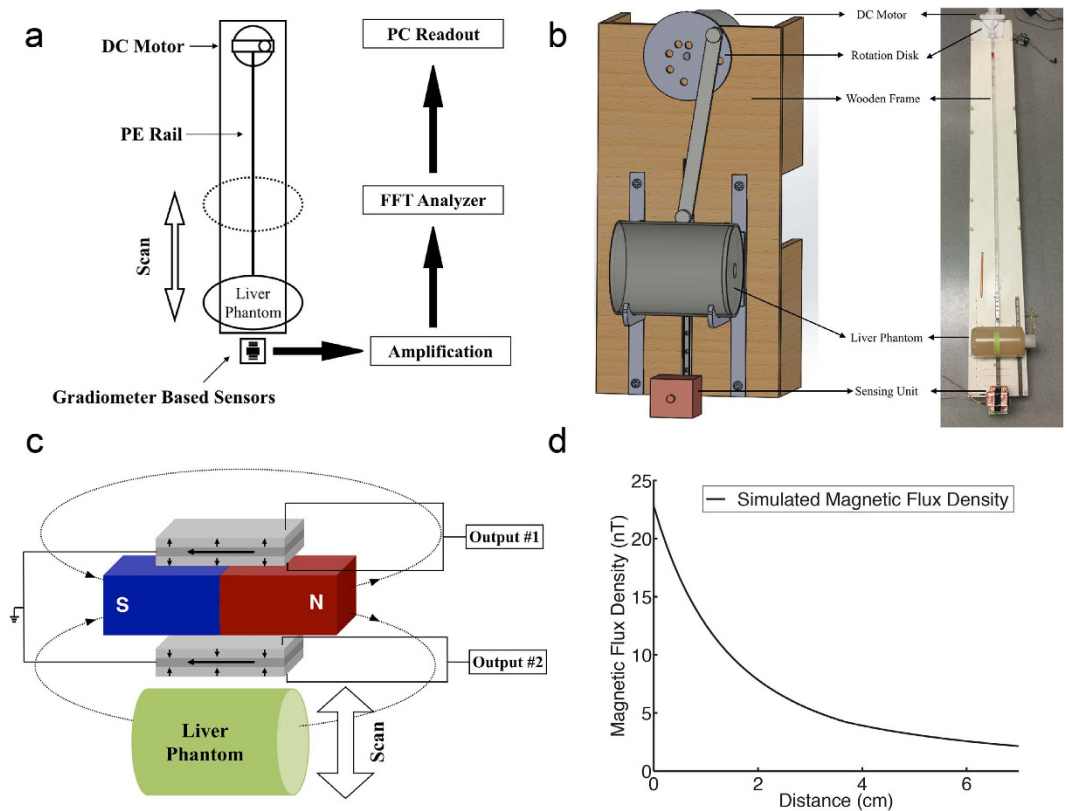 a
DC Motor
PE Rail
Scan
Liver
Phantom
Gradiometer Based Sensors
PC Readout
FFT Analyzer
Amplification
b
DC Motor
Rotation Disk
Wooden Frame
Liver Phantom
Sensing Unit
c
Output #1
S
N
Output #2
Liver
Phantom
Scan
d
Magnetic Flux Density (nT)
25
20
15
10
5
0
Simulated Magnetic Flux Density
0
2
4
6
Distance (cm)